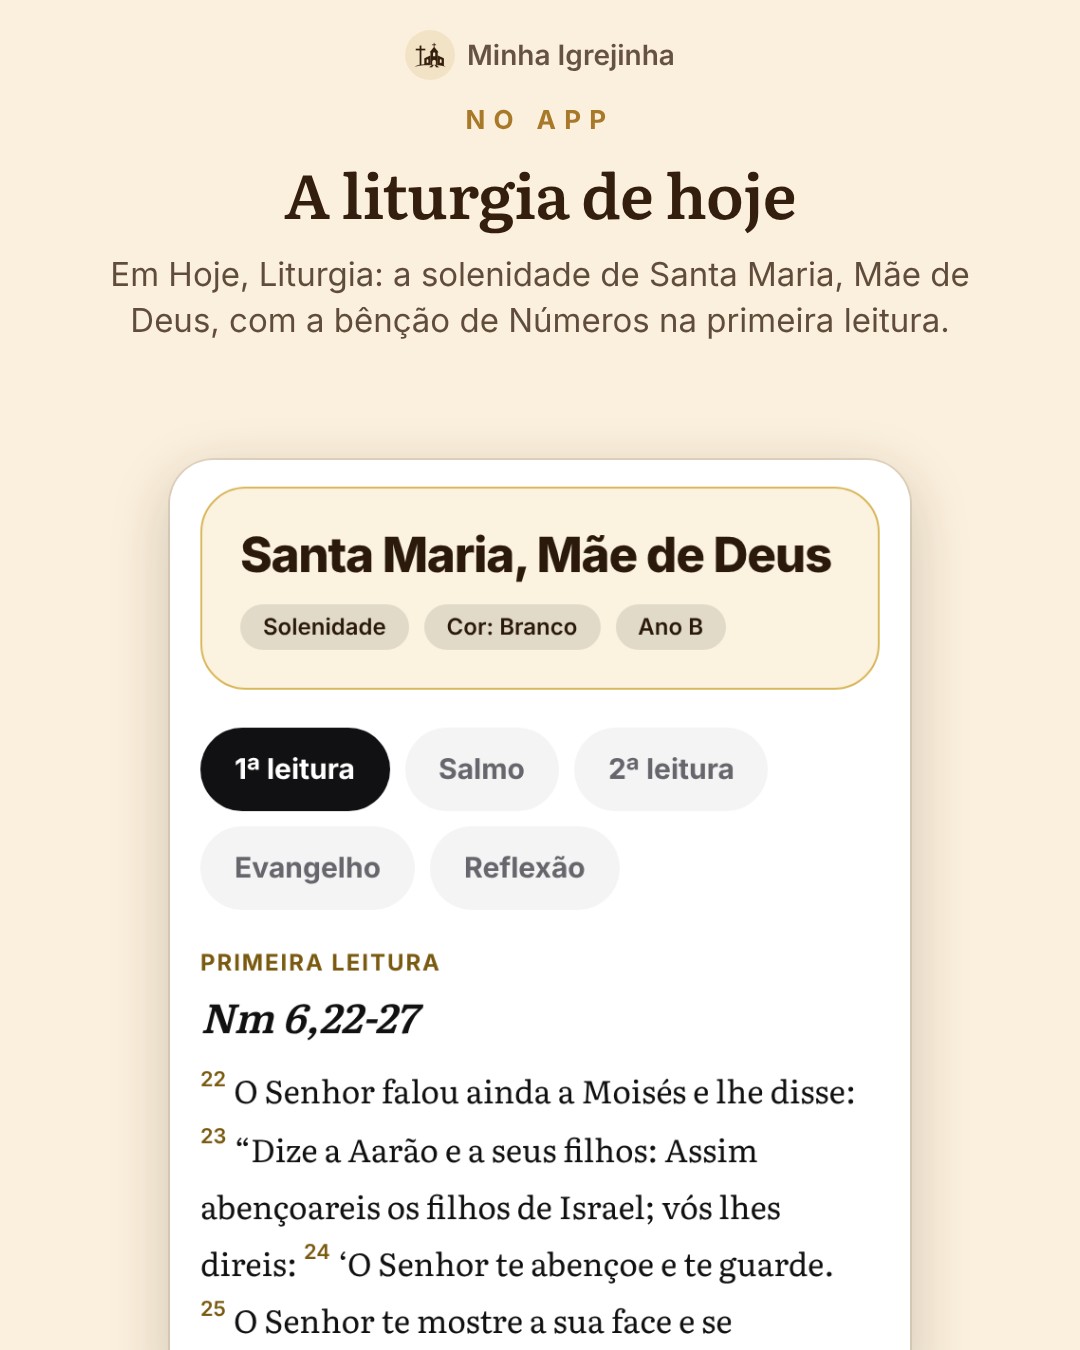 Minha Igrejinha
NO APP
A liturgia de hoje
Em Hoje, Liturgia: a solenidade de Santa Maria, Mãe de
Deus, com a bênção de Números na primeira leitura.
Santa Maria, Mãe de Deus
Solenidade
Cor: Branco
Ano B
1ª leitura
Salmo
2ª leitura
Evangelho
Reflexão
PRIMEIRA LEITURA
Nm 6,22-27
22 O Senhor falou ainda a Moisés e lhe disse:
23 “Dize a Aarão e a seus filhos: Assim
abençoareis os filhos de Israel; vós lhes
direis: 24 ‘O Senhor te abençoe e te guarde.
25 O Senhor te mostre a sua face e se